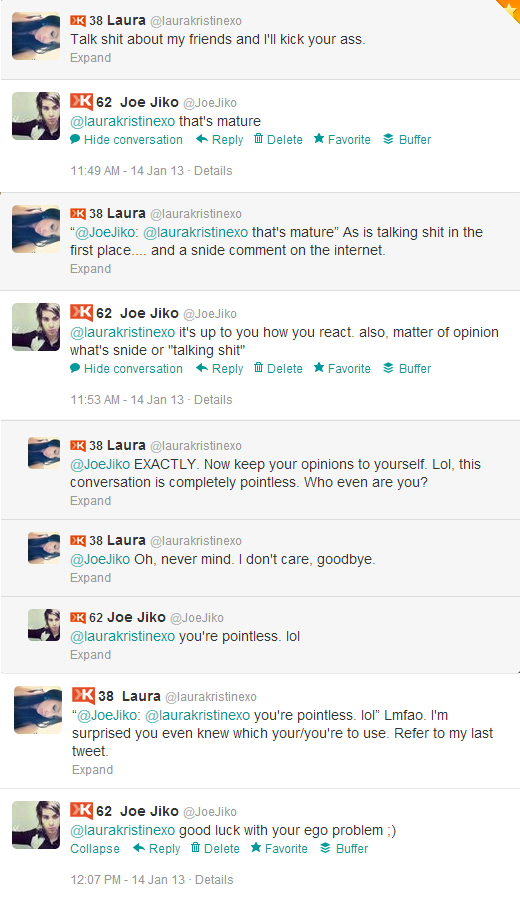 K 38 Laura @laurakristinexo
Talk shit about my friends and I'll kick your ass.
Expand
K 62 Joe Jiko @JoeJiko
@laurakristinexo that's mature
Hide conversation Reply Delete Favorite Buffer
11:49 AM - 14 Jan 13 · Details
K 38 Laura @laurakristinexo
“@JoeJiko: @laurakristinexo that's mature” As is talking shit in the
first place.... and a snide comment on the internet.
Expand
K 62 Joe Jiko @JoeJiko
@laurakristinexo it's up to you how you react. also, matter of opinion
what's snide or "talking shit"
Hide conversation Reply Delete Favorite Buffer
11:53 AM - 14 Jan 13 · Details
K 38 Laura @laurakristinexo
@JoeJiko EXACTLY. Now keep your opinions to yourself. Lol, this
conversation is completely pointless. Who even are you?
Expand
K 38 Laura @laurakristinexo
@JoeJiko Oh, never mind. I don't care, goodbye.
Expand
K 62 Joe Jiko @JoeJiko
@laurakristinexo you're pointless. lol
Expand
K 38 Laura @laurakristinexo
“@JoeJiko: @laurakristinexo you're pointless. lol” Lmfao. I'm
surprised you even knew which your/you're to use. Refer to my last
tweet.
Expand
K 62 Joe Jiko @JoeJiko
@laurakristinexo good luck with your ego problem ;)
Collapse Reply Delete Favorite Buffer
12:07 PM - 14 Jan 13 · Details